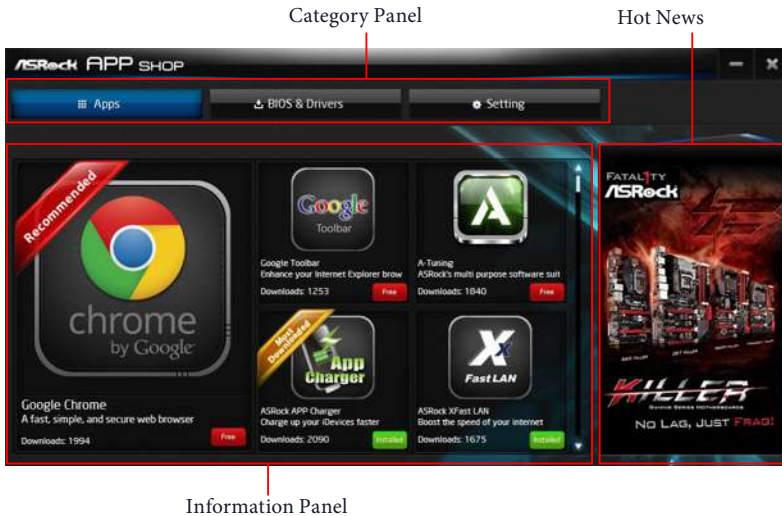 Category Panel
Hot News
ASRock APP SHOP
Apps
BIOS & Drivers
Setting
Recommended
chrome
by Google
Google Chrome
A fast, simple, and secure web browser
Downloads: 1994
Free
Google
Toolbar
Google Toolbar
Enhance your Internet Explorer brow
Downloads: 1253
Free
A-Tuning
ASRock's multi purpose software suit
Downloads: 1840
Free
Most
Downloaded
App
Charger
ASRock APP Charger
Charge up your iDevices faster
Downloads: 2090
Installed
Fast LAN
ASRock XFast LAN
Boost the speed of your internet
Downloads: 1675
Installed
FATAL1TY
ASRock
KILLER
GAMING SERIES MOTHERBOARDS
NO LAG, JUST FRAG!
Information Panel